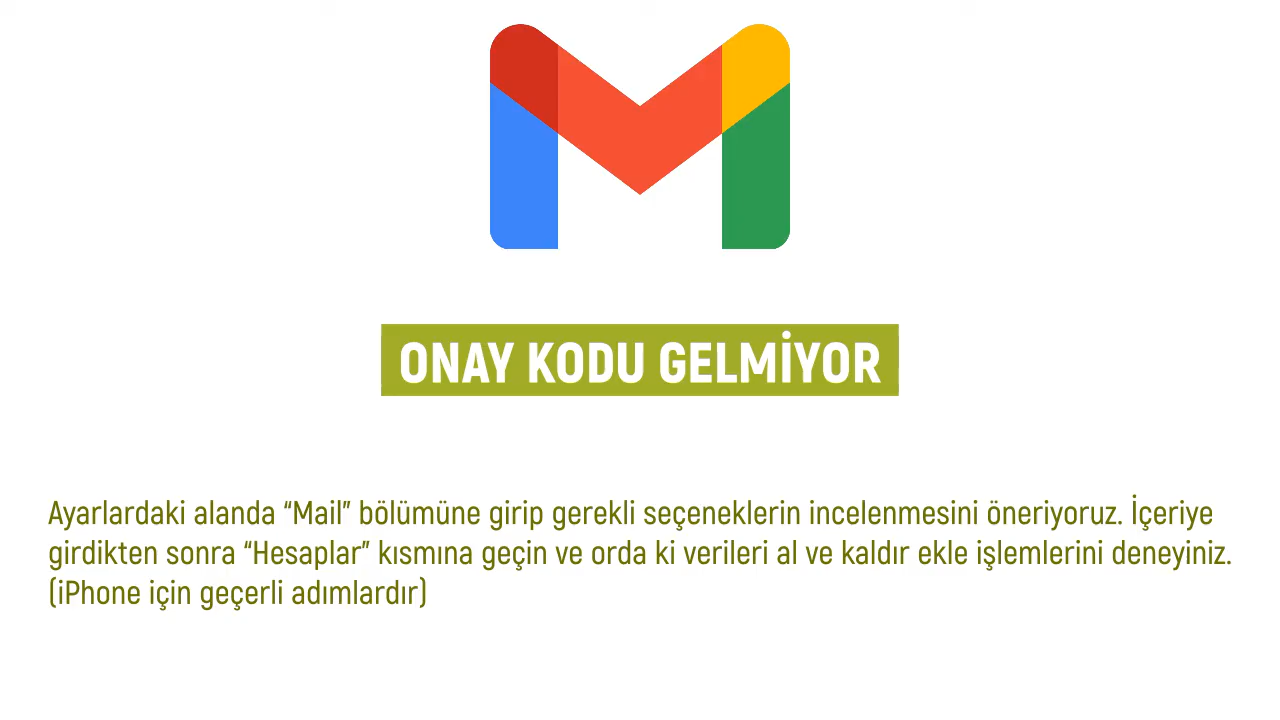 ONAY KODU GELMİYOR
Ayarlardaki alanda “Mail” bölümüne girip gerekli seçeneklerin incelenmesini öneriyoruz. İçeriye
girdikten sonra “Hesaplar” kısmına geçin ve orda ki verileri al ve kaldır ekle işlemlerini deneyiniz.
(iPhone için geçerli adımlardır)